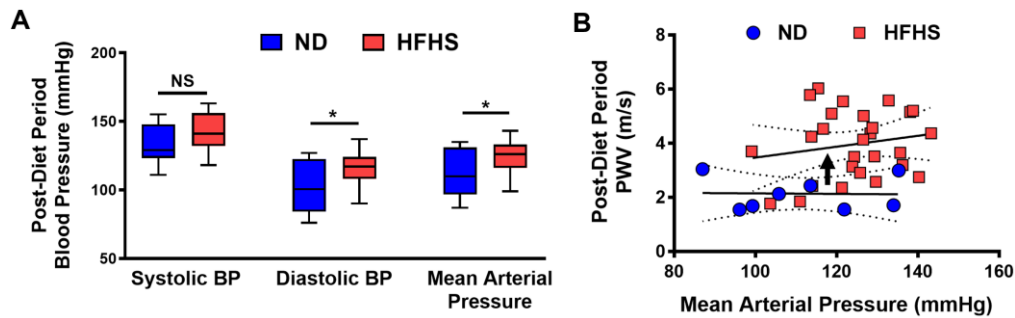 A
ND HFHS
Post-Diet Period
Blood Pressure (mmHg)
200
150
100
50
NS
*
*
Systolic BP
Diastolic BP
Mean Arterial
Pressure
B
ND HFHS
Post-Diet Period
PWV (m/s)
8
6
4
2
0
80 100 120 140 160
Mean Arterial Pressure (mmHg)